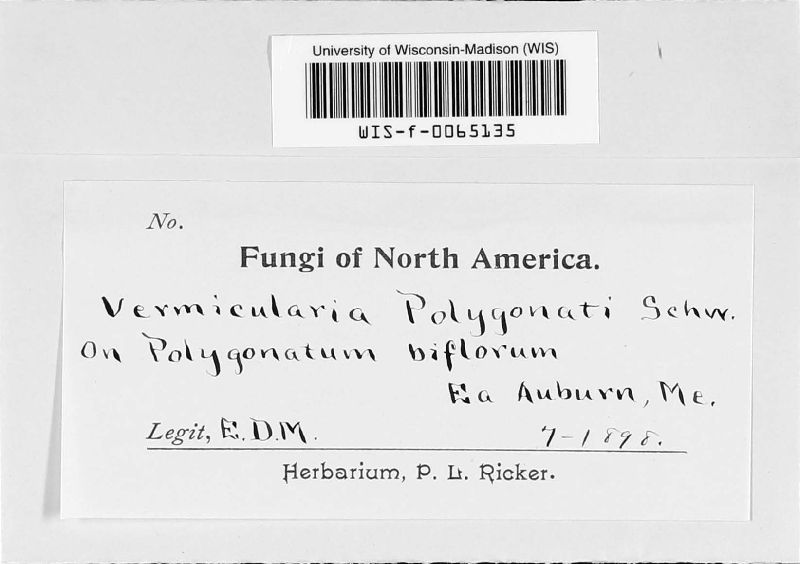 University of Wisconsin-Madison (WIS)
WIS-f-0065135
No.
Fungi of North America.
Vermicularia Polygonati Schw.
On Polygonatum biflorum
Ea Auburn, Me.
Legit, E.D.M. 7-1898.
Herbarium, P. L. Ricker.